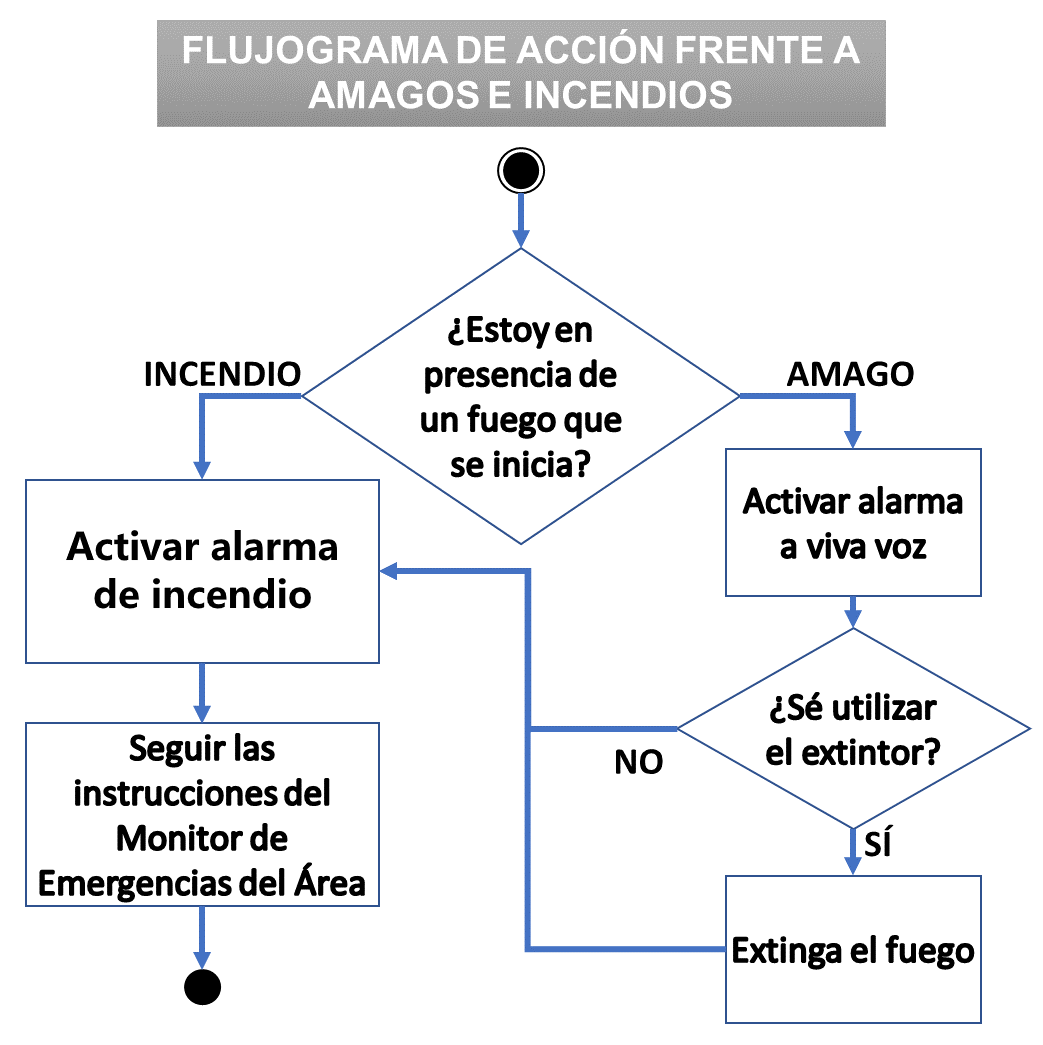 FLUJOGRAMA DE ACCIÓN FRENTE A
AMAGOS E INCENDIOS
¿Estoy en
presencia de
un fuego que
se inicia?
INCENDIO
AMAGO
Activar alarma
de incendio
Activar alarma
a viva voz
¿Sé utilizar
el extintor?
NO
SÍ
Seguir las
instrucciones del
Monitor de
Emergencias del Área
Extinga el fuego